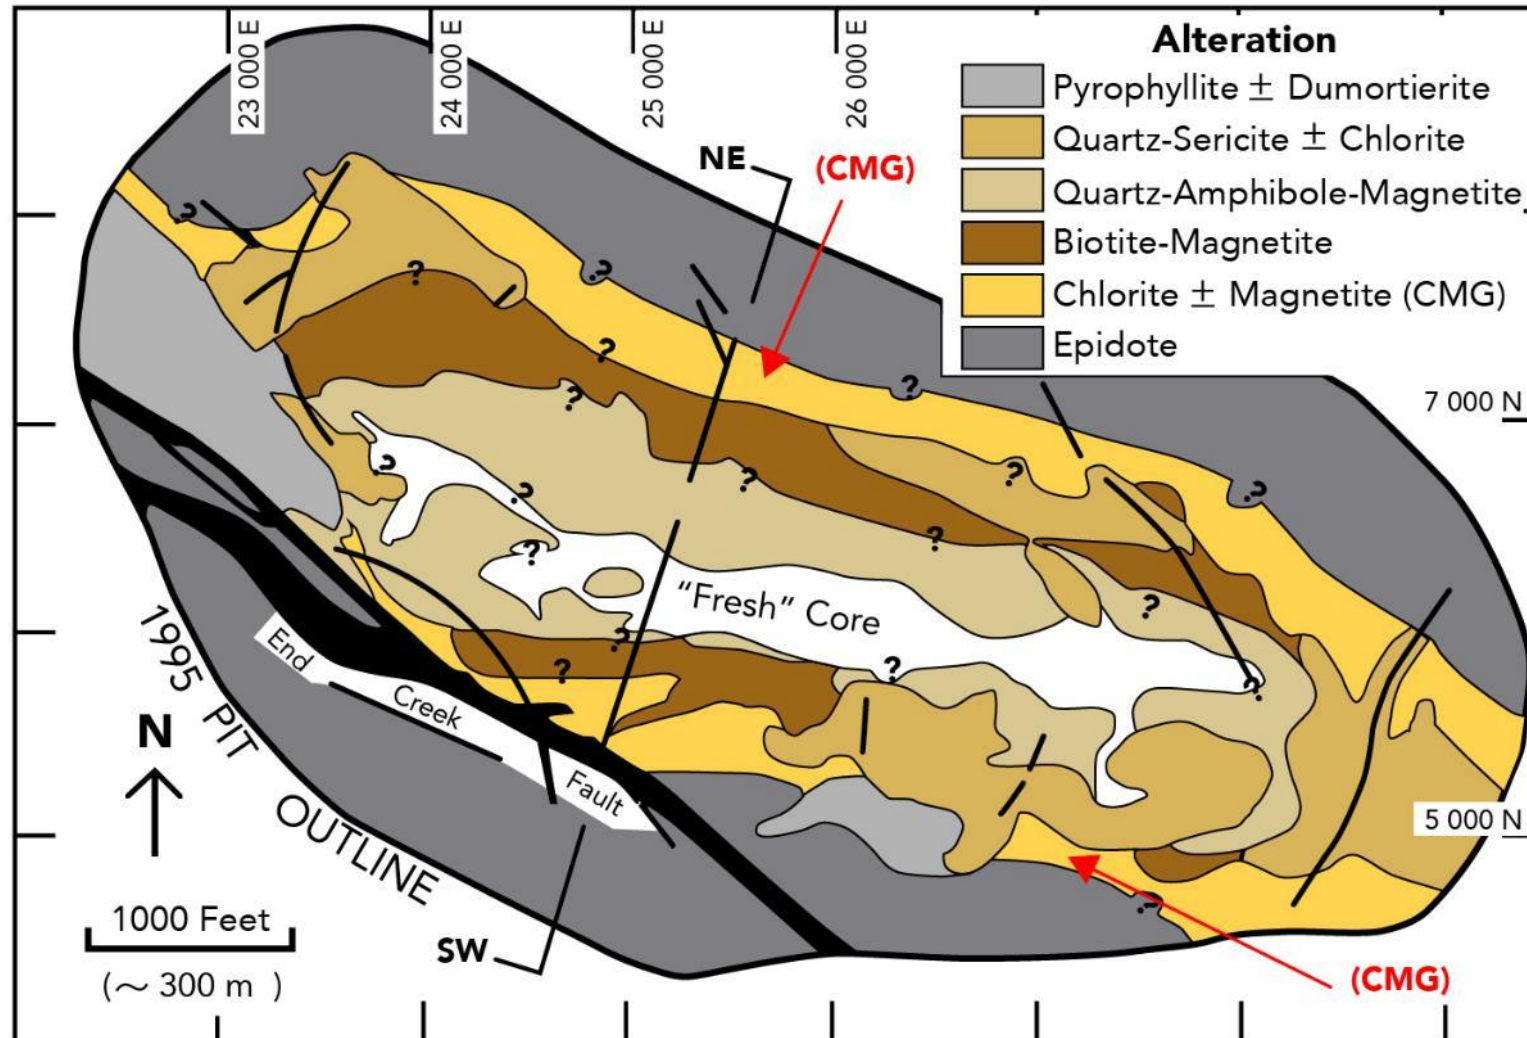 23 000 E
24 000 E
25 000 E
26 000 E
Alteration
Pyrophyllite ± Dumortierite
Quartz-Sericite ± Chlorite
Quartz-Amphibole-Magnetite
Biotite-Magnetite
Chlorite ± Magnetite (CMG)
Epidote
NE
(CMG)
?
?
?
?
?
?
7 000 N
?
?
?
?
?
?
?
"Fresh" Core
?
?
?
?
?
End
Creek
Fault
1995 PIT OUTLINE
N
5 000 N
?
1000 Feet
(~ 300 m )
SW
(CMG)